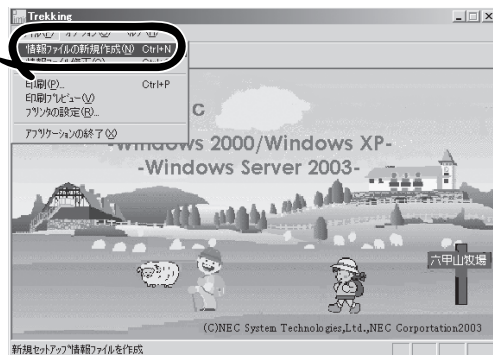 Trekking
情報ファイルの新規作成(N) Ctrl+N
印刷(P)... Ctrl+P
印刷プレビュー(V)
プリンタの設定(R)...
アプリケーションの終了(X)
C
-Windows 2000/Windows XP-
-Windows Server 2003-
六甲山牧場
(C)NEC System Technologies,Ltd.,NEC Corportation2003
新規セットアップ情報ファイルを作成